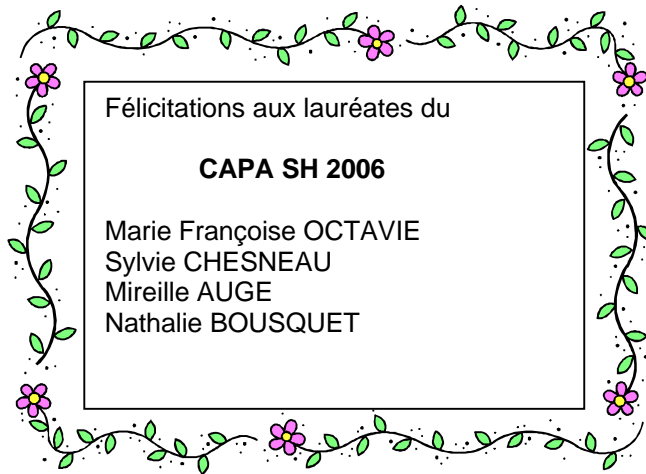 Félicitations aux lauréates du
CAPA SH 2006
Marie Françoise OCTAVIE
Sylvie CHESNEAU
Mireille AUGE
Nathalie BOUSQUET